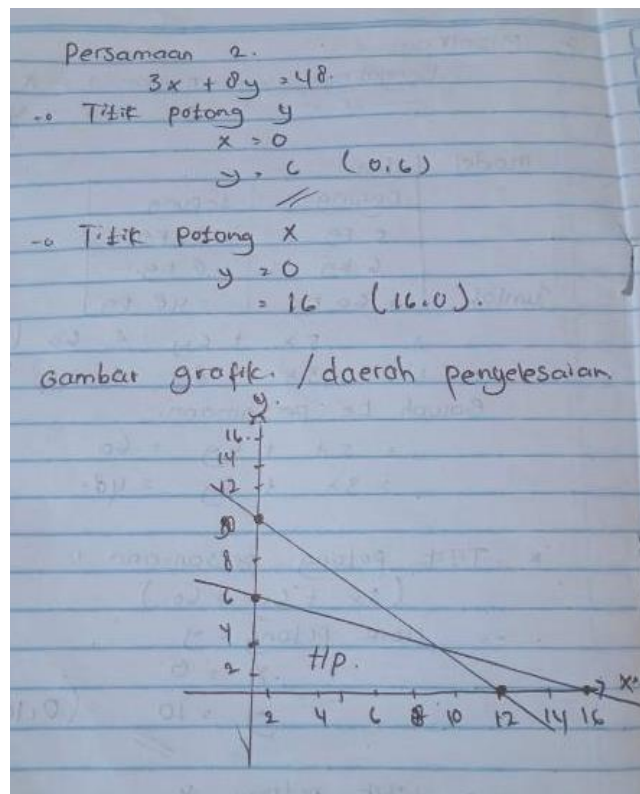 Persamaan 2.
3x + 8y = 48.
Titik potong y
x = 0
y = 6 (0,6)
Titik Potong X
y = 0
= 16 (16.0).
Gambar grafik. / daerah penyelesaian
y.
16
14
12
10
8
6
4
2
Hp.
X
2 4 6 8 10 12 14 16